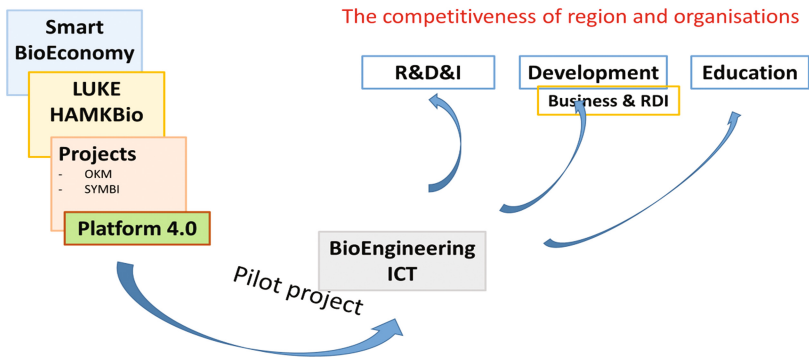 The competitiveness of region and organisations
Smart
BioEconomy
LUKE
HAMKBio
Projects
- OKM
- SYMBI
Platform 4.0
R&D&I
Development
Business & RDI
Education
BioEngineering
ICT
Pilot project